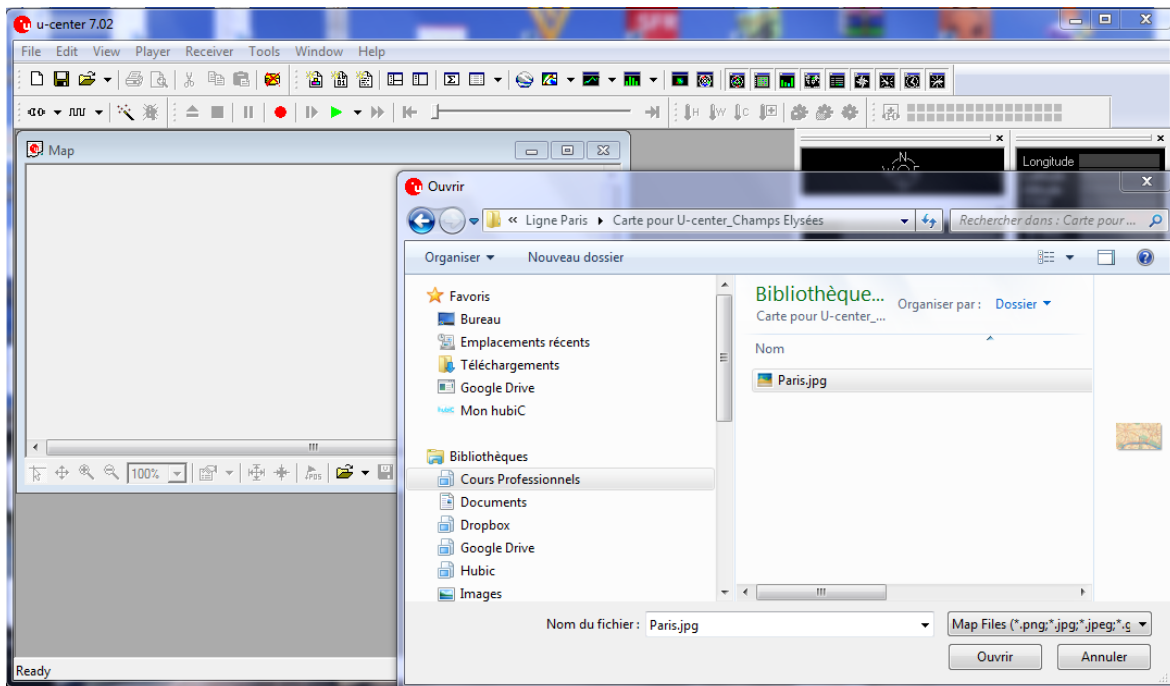 u-center 7.02
File Edit View Player Receiver Tools Window Help
Map
Longitude
Ouvrir
« Ligne Paris Carte pour U-center_Champs Elysées
Rechercher dans : Carte pour ...
Organiser Nouveau dossier
Favoris
Bureau
Emplacements récents
Téléchargements
Google Drive
Mon hubiC
Bibliothèques
Cours Professionnels
Documents
Dropbox
Google Drive
Hubic
Images
Bibliothèque...
Carte pour U-center_...
Organiser par : Dossier
Nom
Paris.jpg
100%
Nom du fichier : Paris.jpg
Map Files (*.png;*.jpg;*.jpeg;*.g
Ouvrir Annuler
Ready